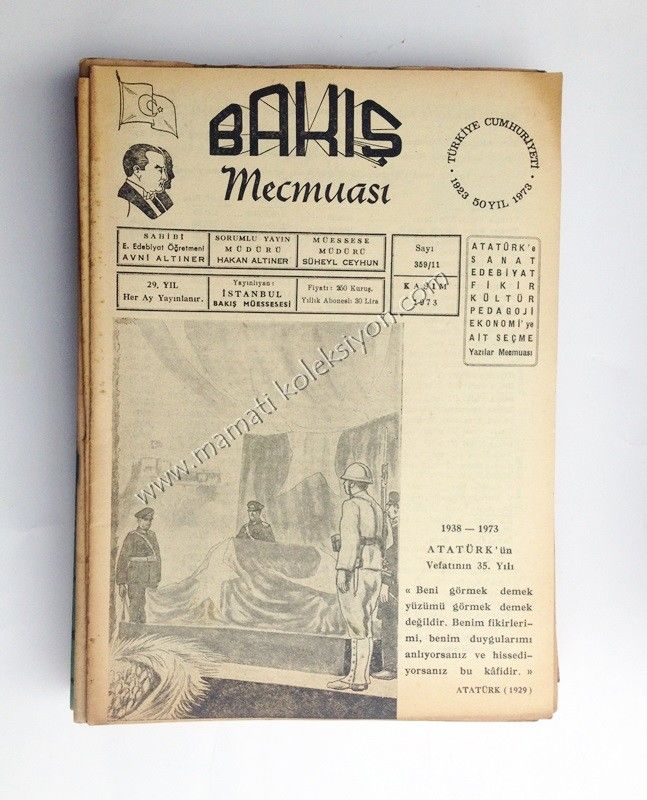 BAKIŞ
Mecmuası
TÜRKİYE CUMHURİYETİ
1923 50 YIL 1973
SAHİBİ
E. Edebiyat Öğretmeni
AVNİ ALTINER
SORUMLU YAYIN
MÜDÜRÜ
HAKAN ALTINER
MÜESSESE
MÜDÜRÜ
SÜHEYL CEYHUN
Sayı
359/11
29. YIL
Her Ay Yayınlanır.
Yayınlıyan:
İSTANBUL
BAKIŞ MÜESSESESİ
Fiyatı: 350 Kuruş.
Yıllık Abonesi: 30 Lira
KASIM
1973
ATATÜRK'e
SANAT
EDEBİYAT
FİKİR
KÜLTÜR
PEDAGOJİ
EKONOMİ'ye
AİT SEÇME
Yazılar Mecmuası
1938 — 1973
ATATÜRK'ün
Vefatının 35. Yılı
« Beni görmek demek
yüzümü görmek demek
değildir. Benim fikirleri-
mi, benim duygularımı
anlıyorsanız ve hissedi-
yorsanız bu kâfidir. »
ATATÜRK (1929)
www.mamati koleksiyon.com